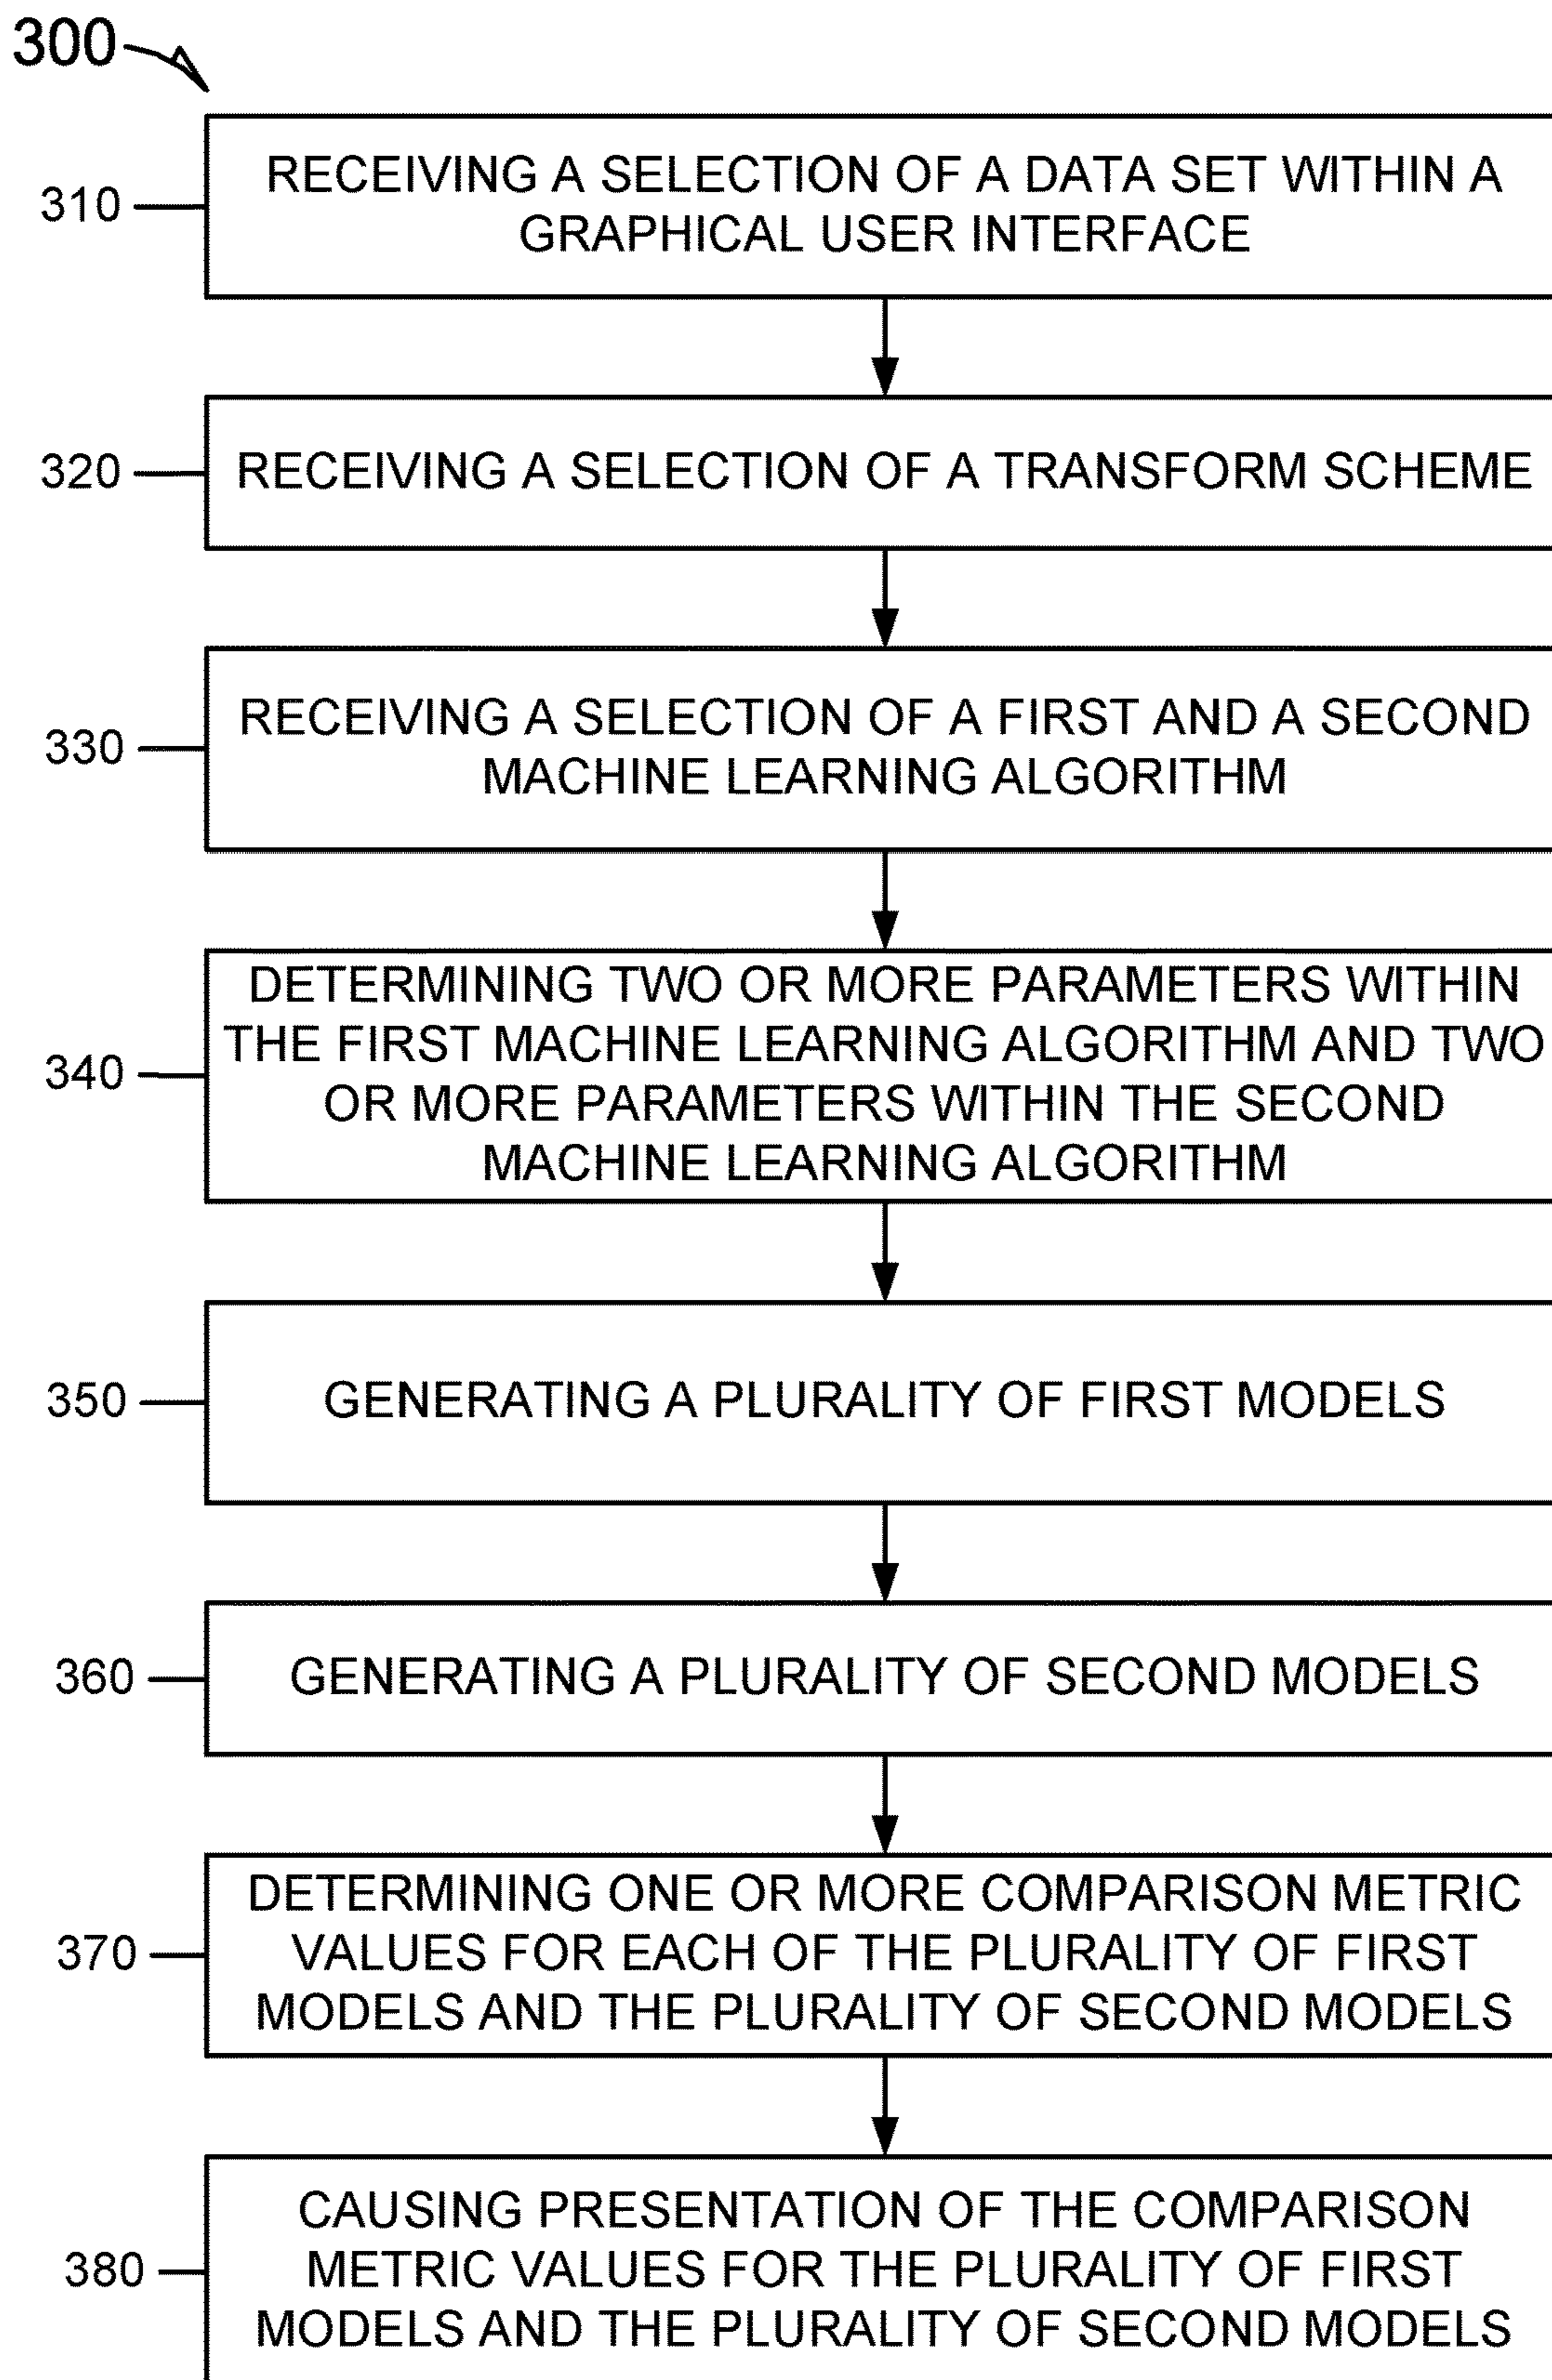 300
310
RECEIVING A SELECTION OF A DATA SET WITHIN A
GRAPHICAL USER INTERFACE
320
RECEIVING A SELECTION OF A TRANSFORM SCHEME
330
RECEIVING A SELECTION OF A FIRST AND A SECOND
MACHINE LEARNING ALGORITHM
340
DETERMINING TWO OR MORE PARAMETERS WITHIN
THE FIRST MACHINE LEARNING ALGORITHM AND TWO
OR MORE PARAMETERS WITHIN THE SECOND
MACHINE LEARNING ALGORITHM
350
GENERATING A PLURALITY OF FIRST MODELS
360
GENERATING A PLURALITY OF SECOND MODELS
370
DETERMINING ONE OR MORE COMPARISON METRIC
VALUES FOR EACH OF THE PLURALITY OF FIRST
MODELS AND THE PLURALITY OF SECOND MODELS
380
CAUSING PRESENTATION OF THE COMPARISON
METRIC VALUES FOR THE PLURALITY OF FIRST
MODELS AND THE PLURALITY OF SECOND MODELS